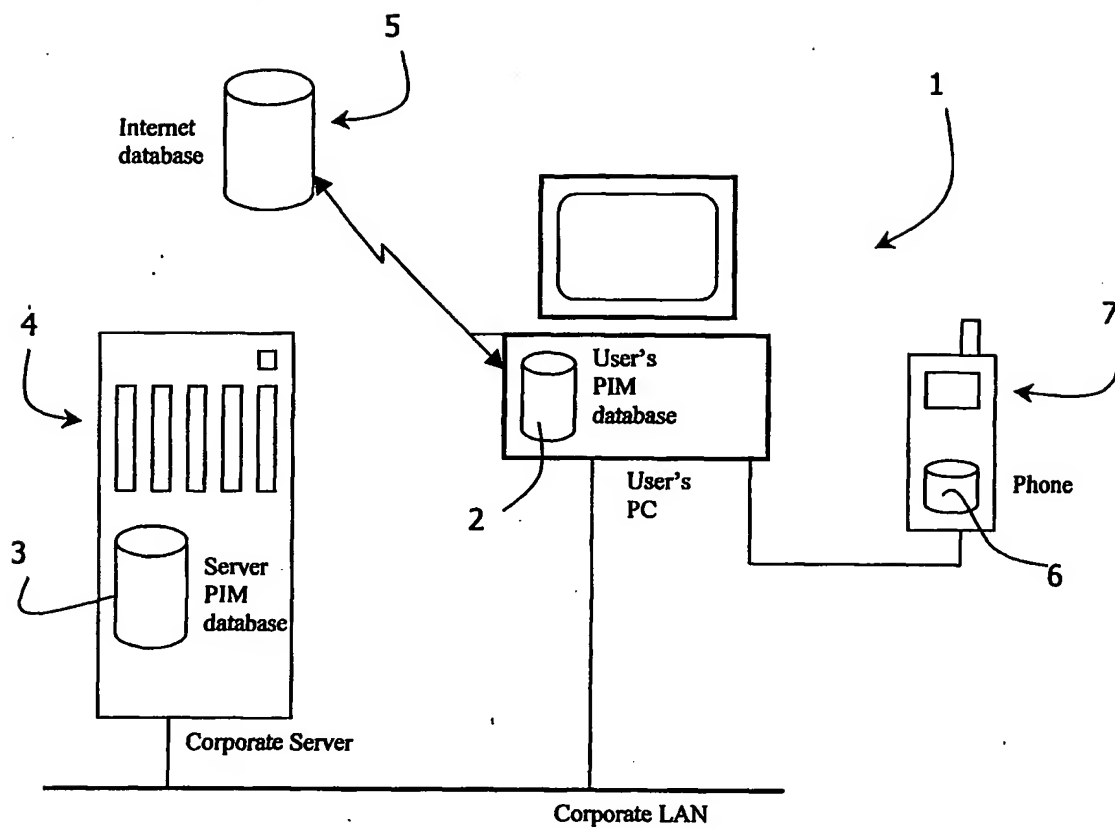 5
1
Internet
database
4
7
User's
PIM
database
2
User's
PC
Phone
6
3
Server
PIM
database
Corporate Server
Corporate LAN